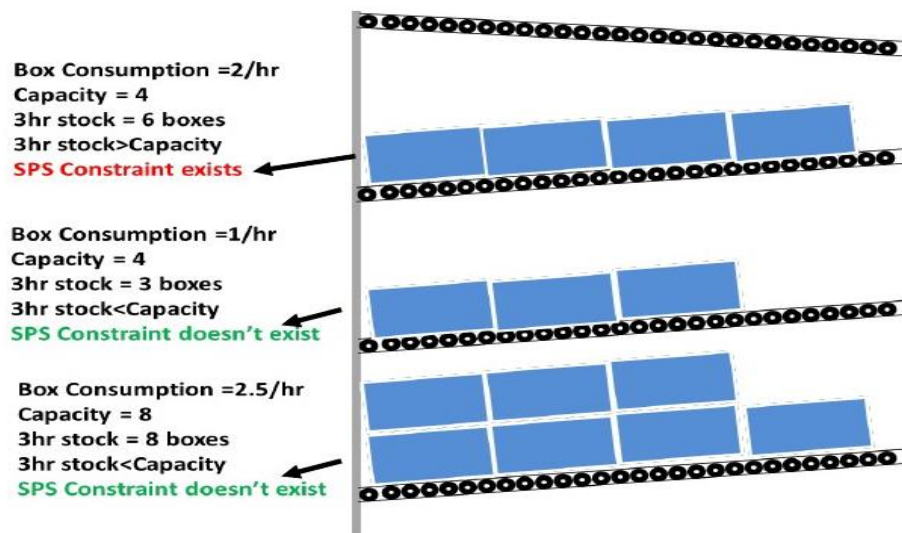 Box Consumption =2/hr
Capacity = 4
3hr stock = 6 boxes
3hr stock>Capacity
SPS Constraint exists
Box Consumption =1/hr
Capacity = 4
3hr stock = 3 boxes
3hr stock<Capacity
SPS Constraint doesn't exist
Box Consumption =2.5/hr
Capacity = 8
3hr stock = 8 boxes
3hr stock<Capacity
SPS Constraint doesn't exist